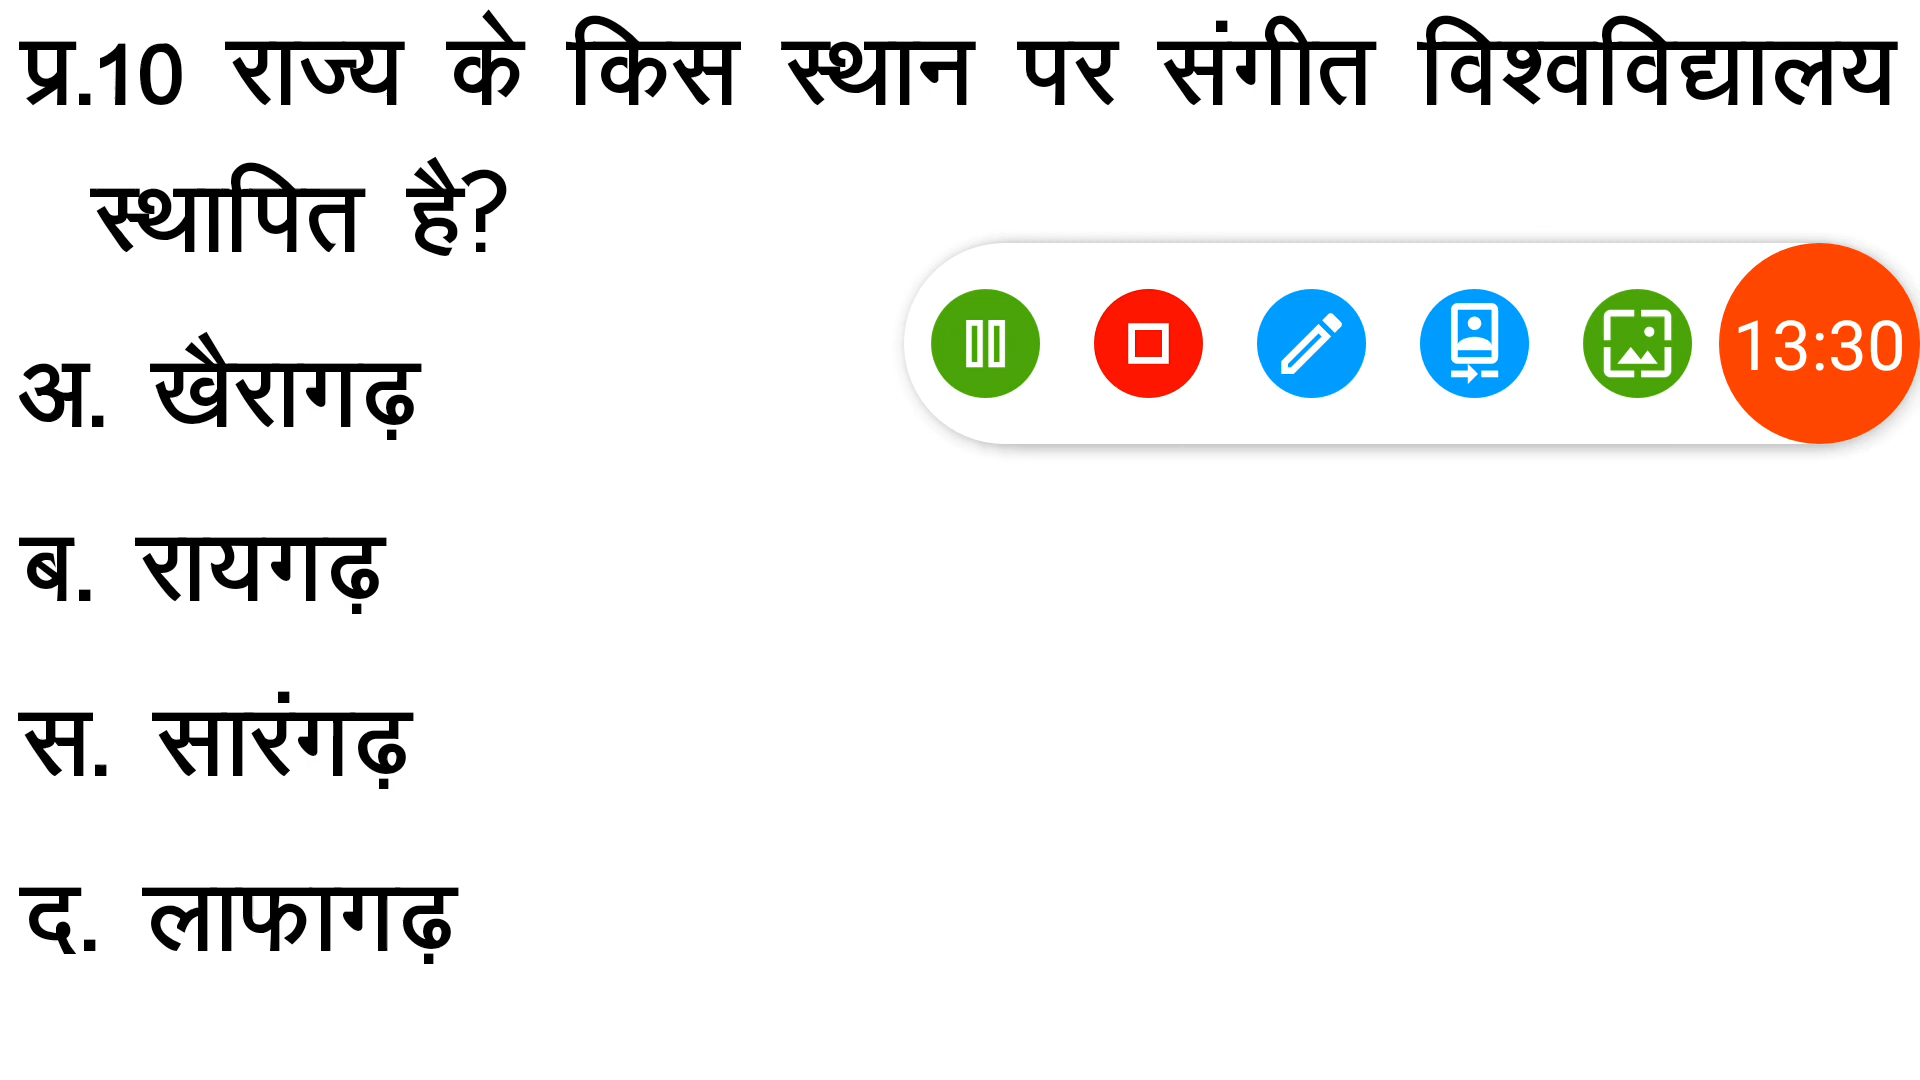 प्र.10 राज्य के किस स्थान पर संगीत विश्वविद्यालय
स्थापित है?
अ. खैरागढ़
13:30
ब. रायगढ़
स. सारंगढ़
द. लाफागढ़